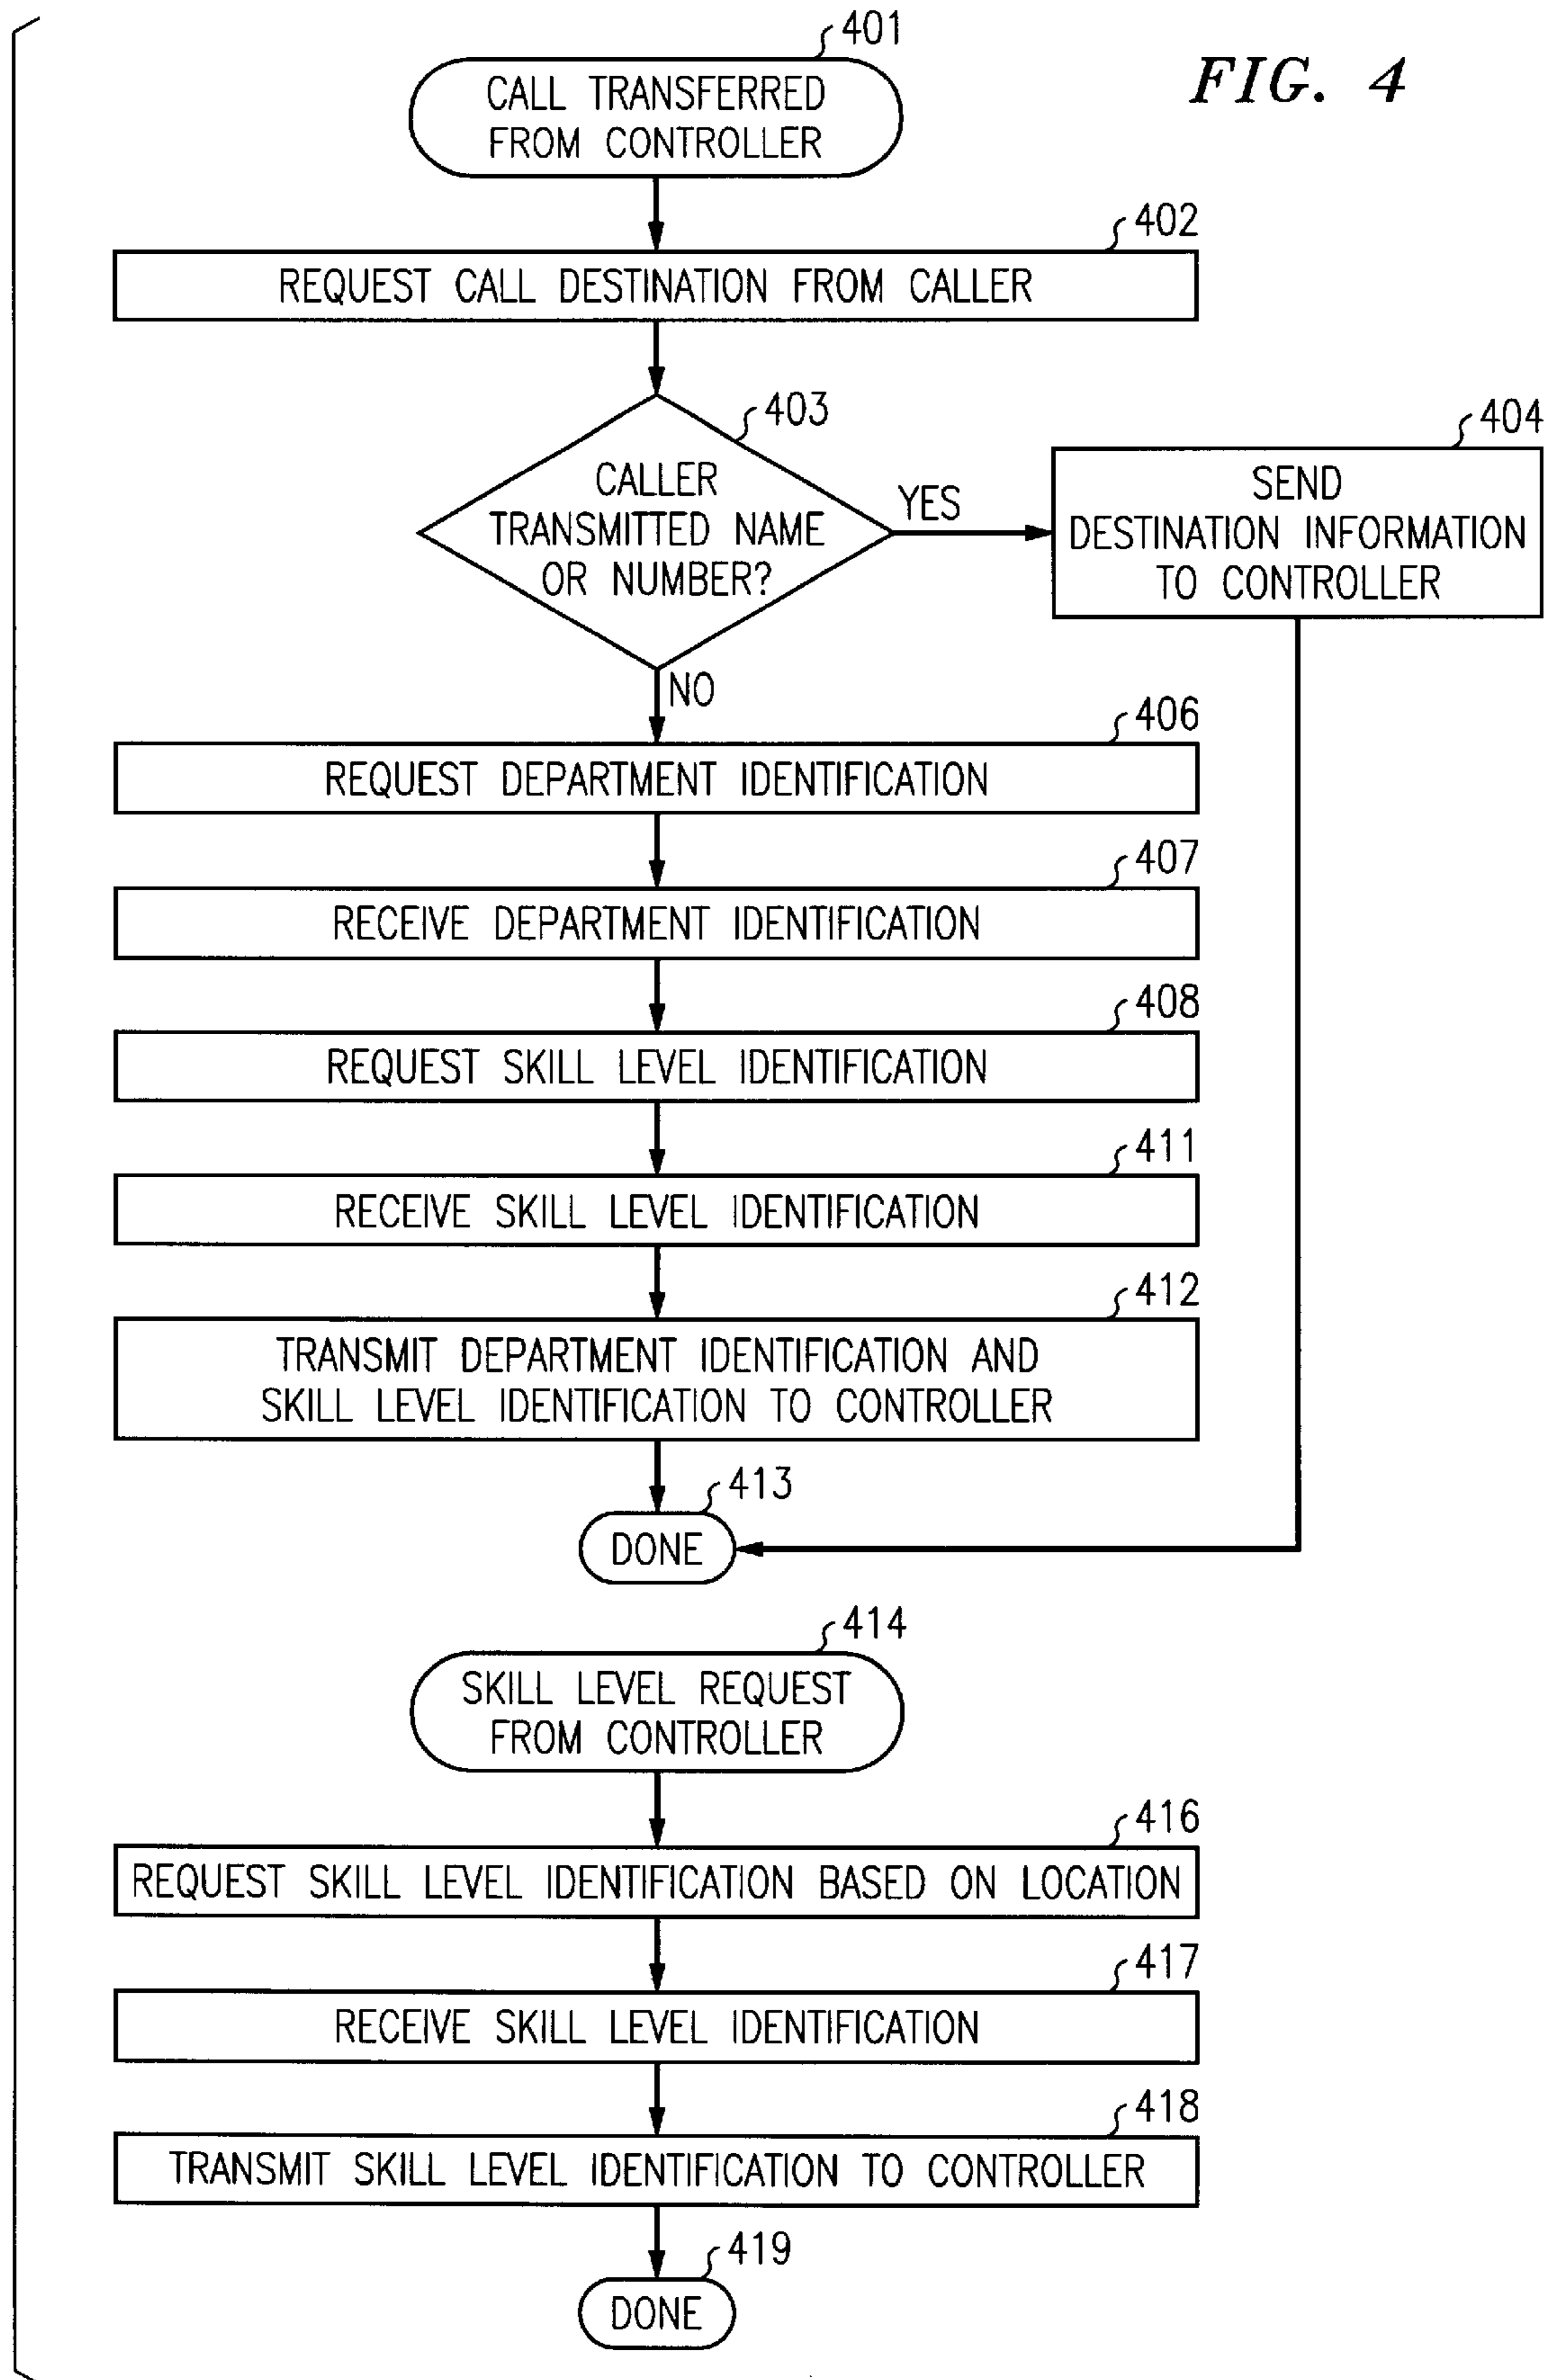 FIG. 4
401
CALL TRANSFERRED
FROM CONTROLLER
402
REQUEST CALL DESTINATION FROM CALLER
403
CALLER
TRANSMITTED NAME
OR NUMBER?
YES
404
SEND
DESTINATION INFORMATION
TO CONTROLLER
NO
406
REQUEST DEPARTMENT IDENTIFICATION
407
RECEIVE DEPARTMENT IDENTIFICATION
408
REQUEST SKILL LEVEL IDENTIFICATION
411
RECEIVE SKILL LEVEL IDENTIFICATION
412
TRANSMIT DEPARTMENT IDENTIFICATION AND
SKILL LEVEL IDENTIFICATION TO CONTROLLER
413
DONE
414
SKILL LEVEL REQUEST
FROM CONTROLLER
416
REQUEST SKILL LEVEL IDENTIFICATION BASED ON LOCATION
417
RECEIVE SKILL LEVEL IDENTIFICATION
418
TRANSMIT SKILL LEVEL IDENTIFICATION TO CONTROLLER
419
DONE